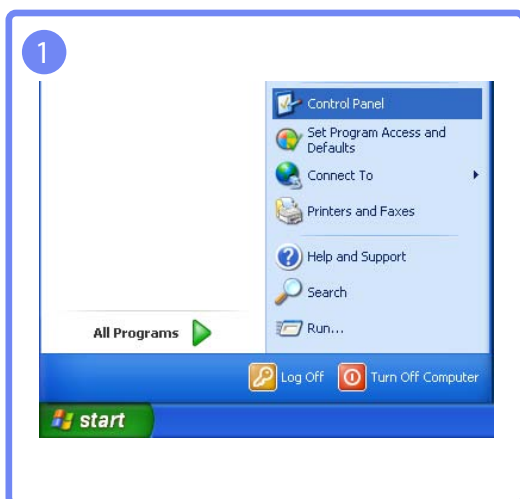 1
Control Panel
Set Program Access and
Defaults
Connect To
Printers and Faxes
Help and Support
Search
Run...
All Programs
Log Off
Turn Off Computer
start